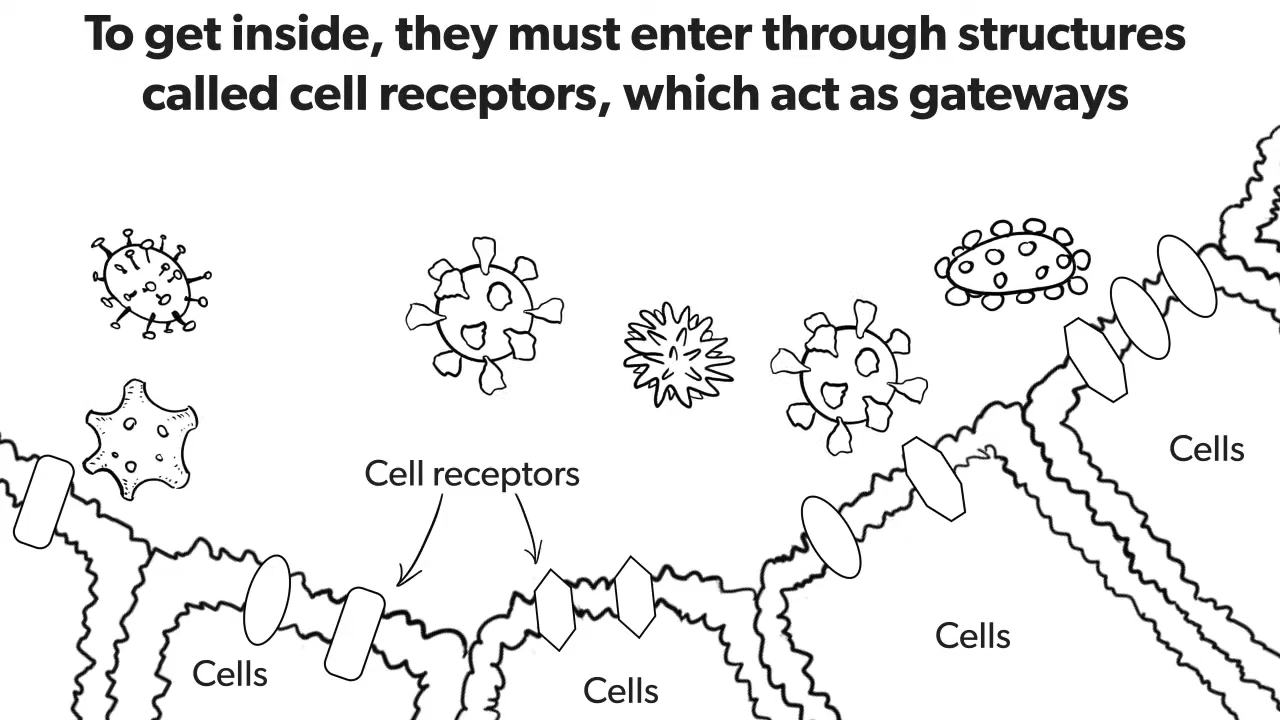 To get inside, they must enter through structures
called cell receptors, which act as gateways
Cell receptors
Cells
Cells
Cells
Cells